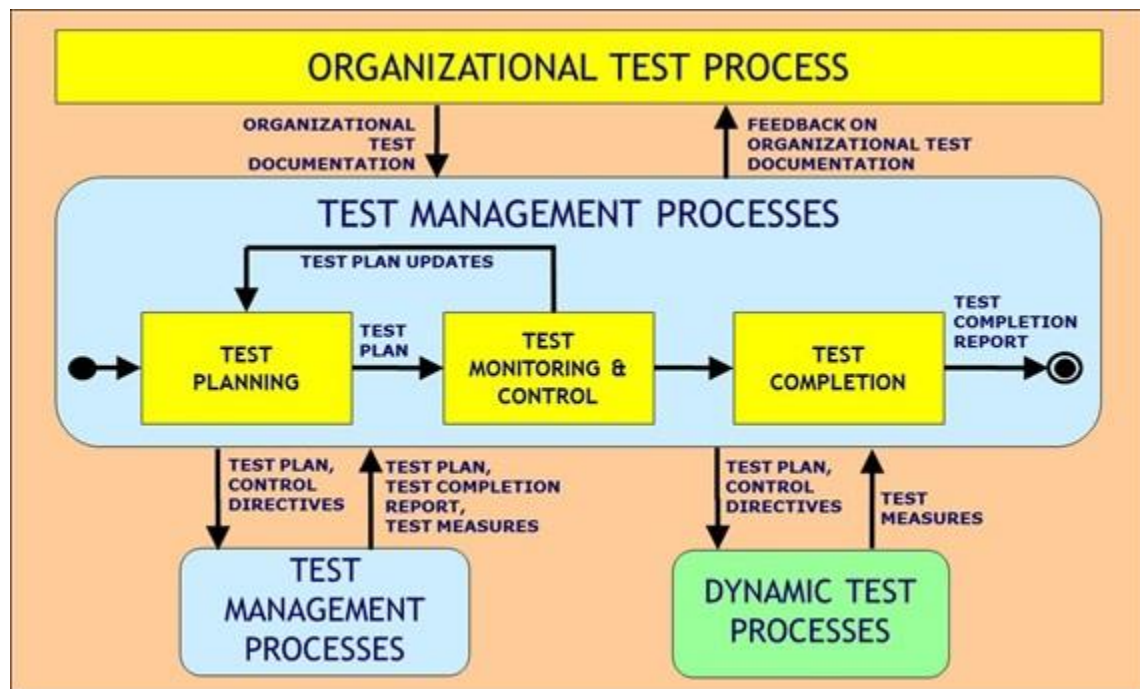 ORGANIZATIONAL TEST PROCESS
ORGANIZATIONAL
TEST
DOCUMENTATION
FEEDBACK ON
ORGANIZATIONAL TEST
DOCUMENTATION
TEST MANAGEMENT PROCESSES
TEST PLAN UPDATES
TEST
PLANNING
TEST
PLAN
TEST
MONITORING &
CONTROL
TEST
COMPLETION
TEST
COMPLETION
REPORT
TEST PLAN,
CONTROL
DIRECTIVES
TEST PLAN,
TEST COMPLETION
REPORT,
TEST MEASURES
TEST PLAN,
CONTROL
DIRECTIVES
TEST
MEASURES
TEST
MANAGEMENT
PROCESSES
DYNAMIC TEST
PROCESSES